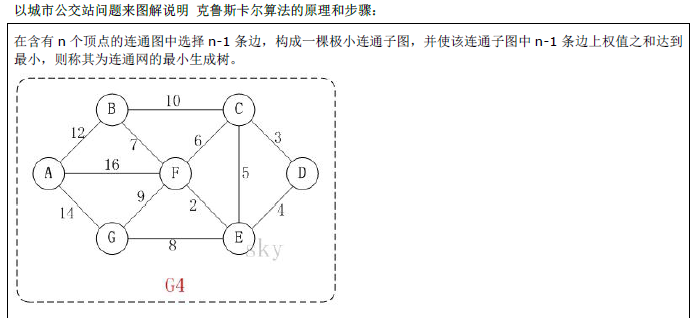 以城市公交站问题来图解说明 克鲁斯卡尔算法的原理和步骤：
在含有 n 个顶点的连通图中选择 n-1 条边，构成一棵极小连通子图，并使该连通子图中 n-1 条边上权值之和达到
最小，则称其为连通网的最小生成树。
B 10 C
12 7 6 3
A 16 F 5 D
14 9 2 4
G 8 E
sky
G4